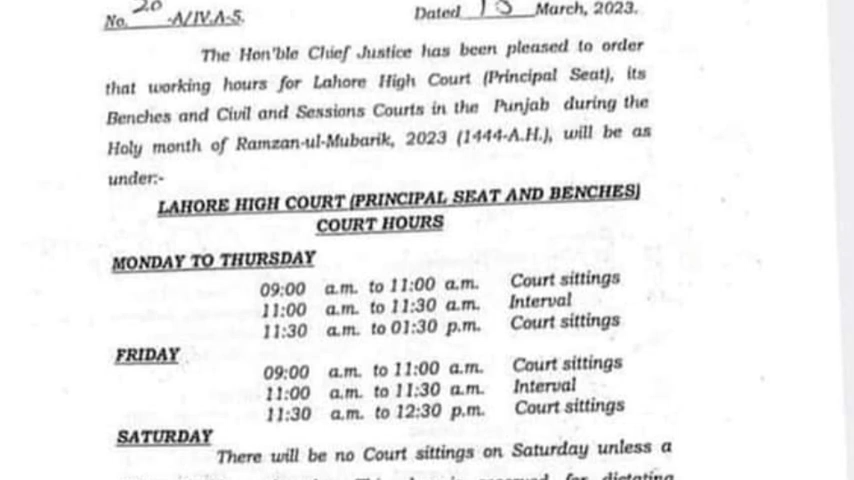 No. 20 -A/IV.A-5. Dated 13 March, 2023.
The Hon'ble Chief Justice has been pleased to order
that working hours for Lahore High Court (Principal Seat), its
Benches and Civil and Sessions Courts in the Punjab during the
Holy month of Ramzan-ul-Mubarik, 2023 (1444-A.H.), will be as
under:-
LAHORE HIGH COURT (PRINCIPAL SEAT AND BENCHES)
COURT HOURS
MONDAY TO THURSDAY
09:00 a.m. to 11:00 a.m. Court sittings
11:00 a.m. to 11:30 a.m. Interval
11:30 a.m. to 01:30 p.m. Court sittings
FRIDAY
09:00 a.m. to 11:00 a.m. Court sittings
11:00 a.m. to 11:30 a.m. Interval
11:30 a.m. to 12:30 p.m. Court sittings
SATURDAY
There will be no Court sittings on Saturday unless a
for dictating